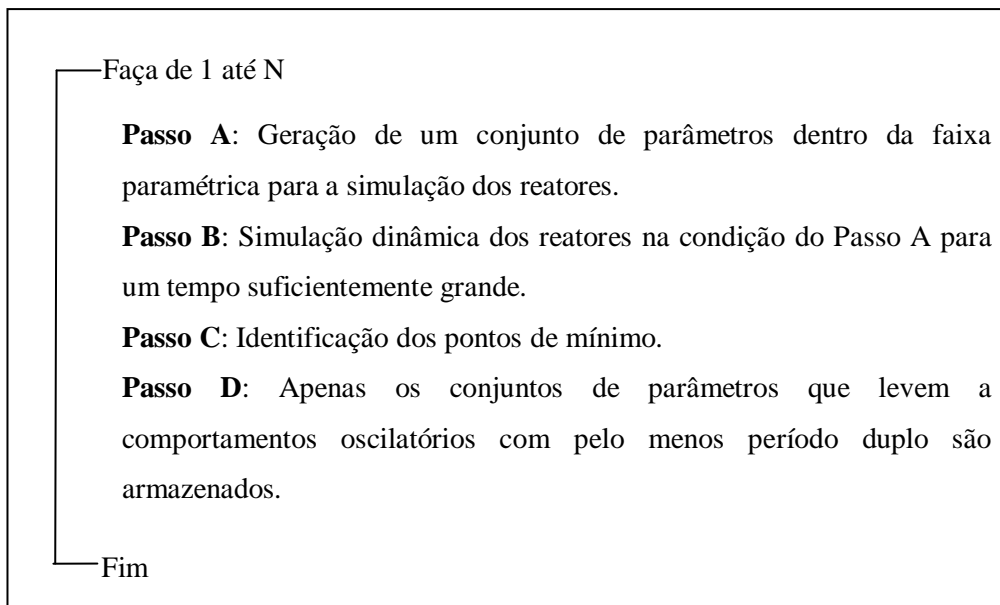 Faça de 1 até N
Passo A: Geração de um conjunto de parâmetros dentro da faixa
paramétrica para a simulação dos reatores.
Passo B: Simulação dinâmica dos reatores na condição do Passo A para
um tempo suficientemente grande.
Passo C: Identificação dos pontos de mínimo.
Passo D: Apenas os conjuntos de parâmetros que levem a
comportamentos oscilatórios com pelo menos período duplo são
armazenados.
Fim